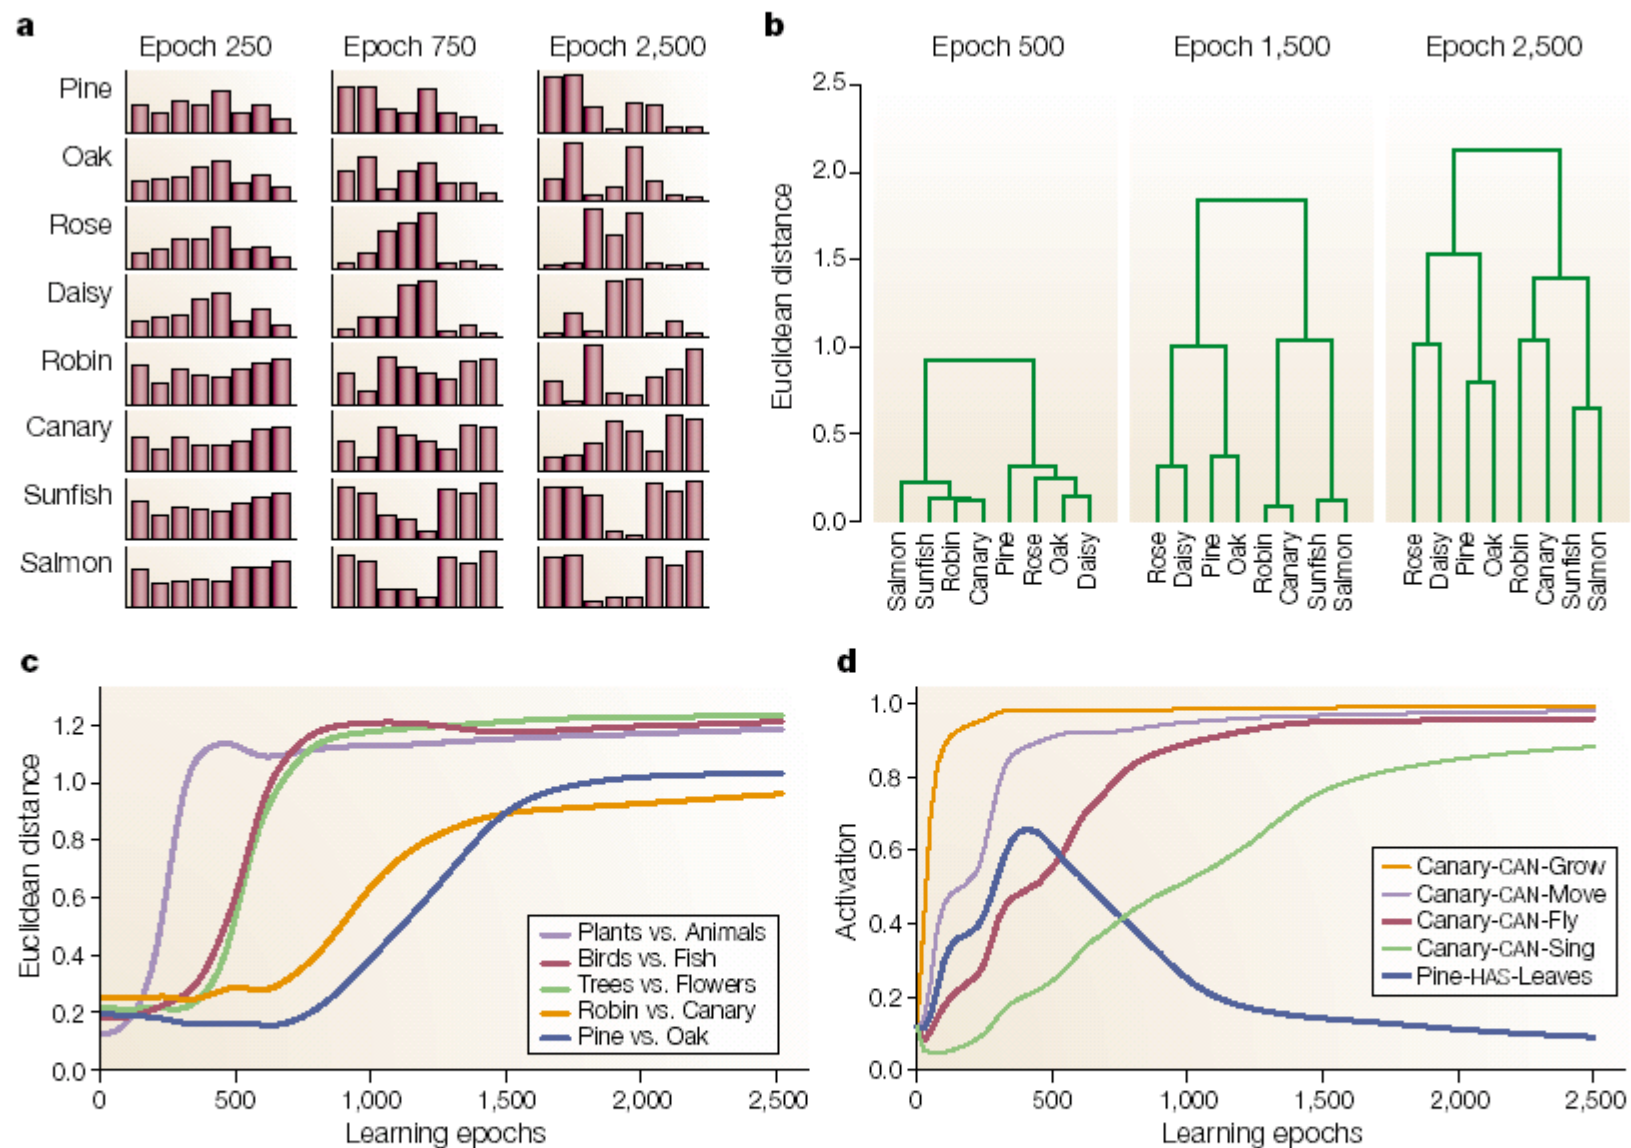 a
Epoch 250 Epoch 750 Epoch 2,500
Pine
Oak
Rose
Daisy
Robin
Canary
Sunfish
Salmon
b
Epoch 500 Epoch 1,500 Epoch 2,500
Euclidean distance
2.5
2.0
1.5
1.0
0.5
0.0
Salmon Sunfish Robin Canary Pine Rose Oak Daisy
Rose Daisy Pine Oak Robin Canary Sunfish Salmon
Rose Daisy Pine Oak Robin Canary Sunfish Salmon
c
Euclidean distance
1.2
1.0
0.8
0.6
0.4
0.2
0.0
Plants vs. Animals
Birds vs. Fish
Trees vs. Flowers
Robin vs. Canary
Pine vs. Oak
0 500 1,000 1,500 2,000 2,500
Learning epochs
d
Activation
1.0
0.8
0.6
0.4
0.2
0.0
Canary-CAN-Grow
Canary-CAN-Move
Canary-CAN-Fly
Canary-CAN-Sing
Pine-HAS-Leaves
0 500 1,000 1,500 2,000 2,500
Learning epochs